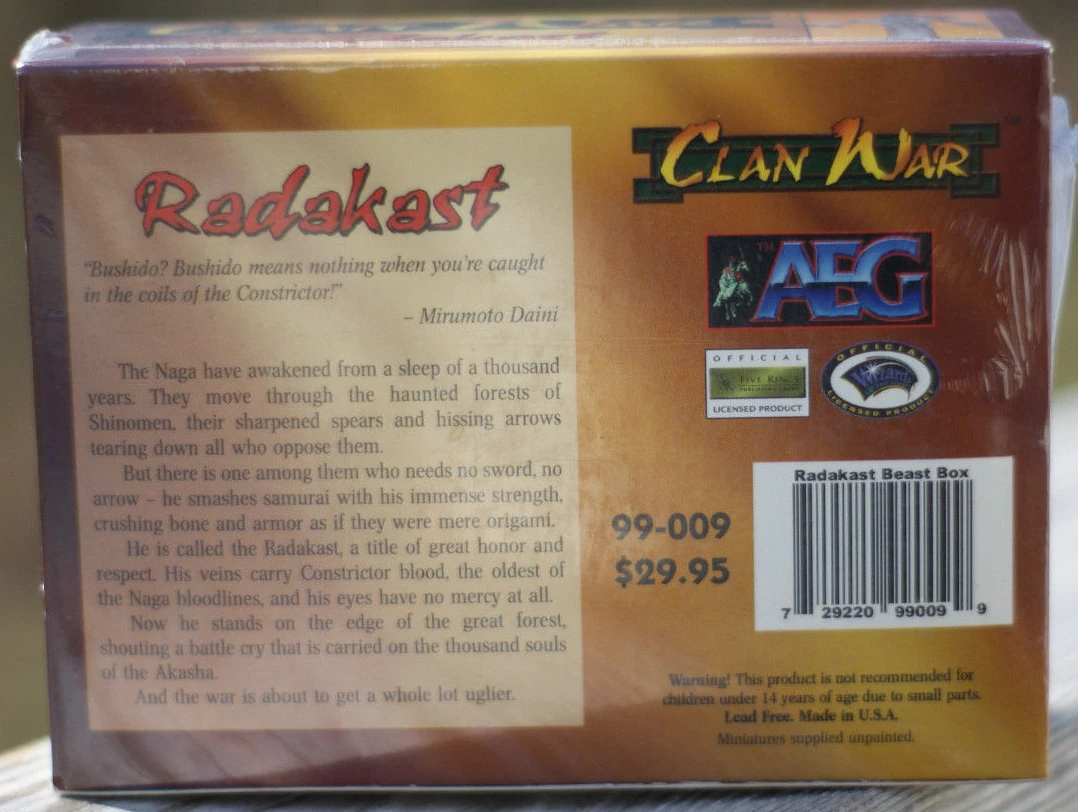 Radakast
"Bushido? Bushido means nothing when you're caught
in the coils of the Constrictor!"
– Mirumoto Daini
The Naga have awakened from a sleep of a thousand
years. They move through the haunted forests of
Shinomen, their sharpened spears and hissing arrows
tearing down all who oppose them.
But there is one among them who needs no sword, no
arrow – he smashes samurai with his immense strength,
crushing bone and armor as if they were mere origami.
He is called the Radakast, a title of great honor and
respect. His veins carry Constrictor blood, the oldest of
the Naga bloodlines, and his eyes have no mercy at all.
Now he stands on the edge of the great forest,
shouting a battle cry that is carried on the thousand souls
of the Akasha.
And the war is about to get a whole lot uglier.
CLAN WAR™
™ AEG
OFFICIAL
FIVE RINGS
LICENSED PRODUCT
OFFICIAL
Wizards
LICENSED PRODUCT
99-009
$29.95
Radakast Beast Box
7 29220 99009 9
Warning! This product is not recommended for
children under 14 years of age due to small parts.
Lead Free. Made in U.S.A.
Miniatures supplied unpainted.